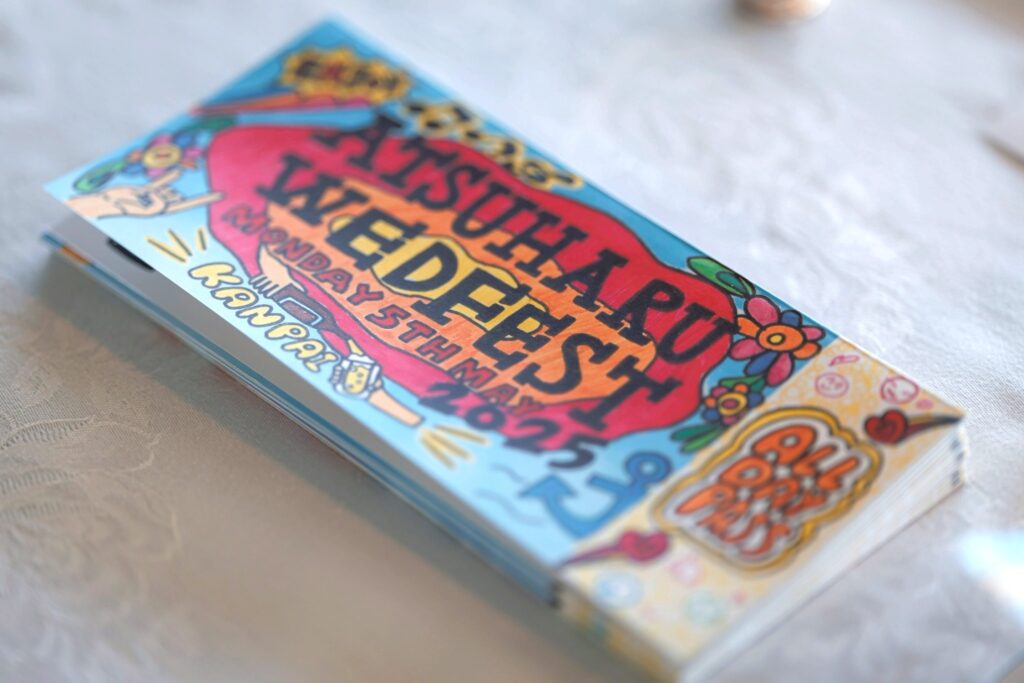 ATSUHARU
WEDFEST
MONDAY 5TH MAY
2025
KANPAI
ALL
DAY
PASS